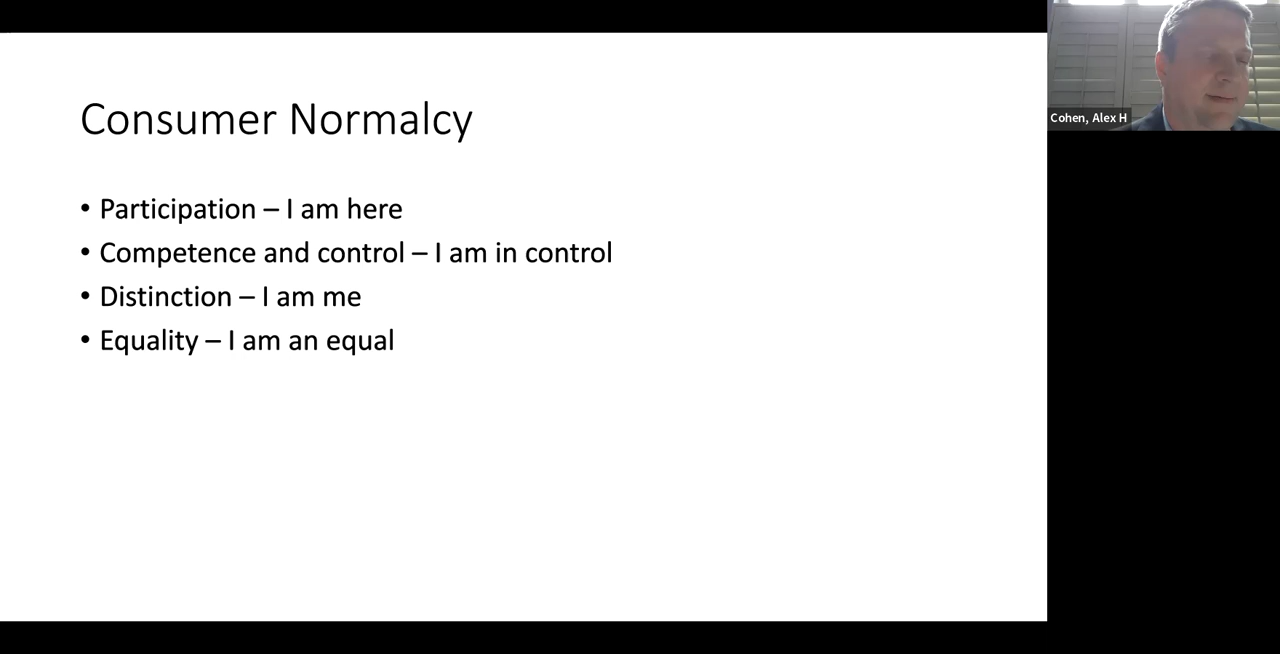 Consumer Normalcy
• Participation – I am here
• Competence and control – I am in control
• Distinction – I am me
• Equality – I am an equal
Cohen, Alex H